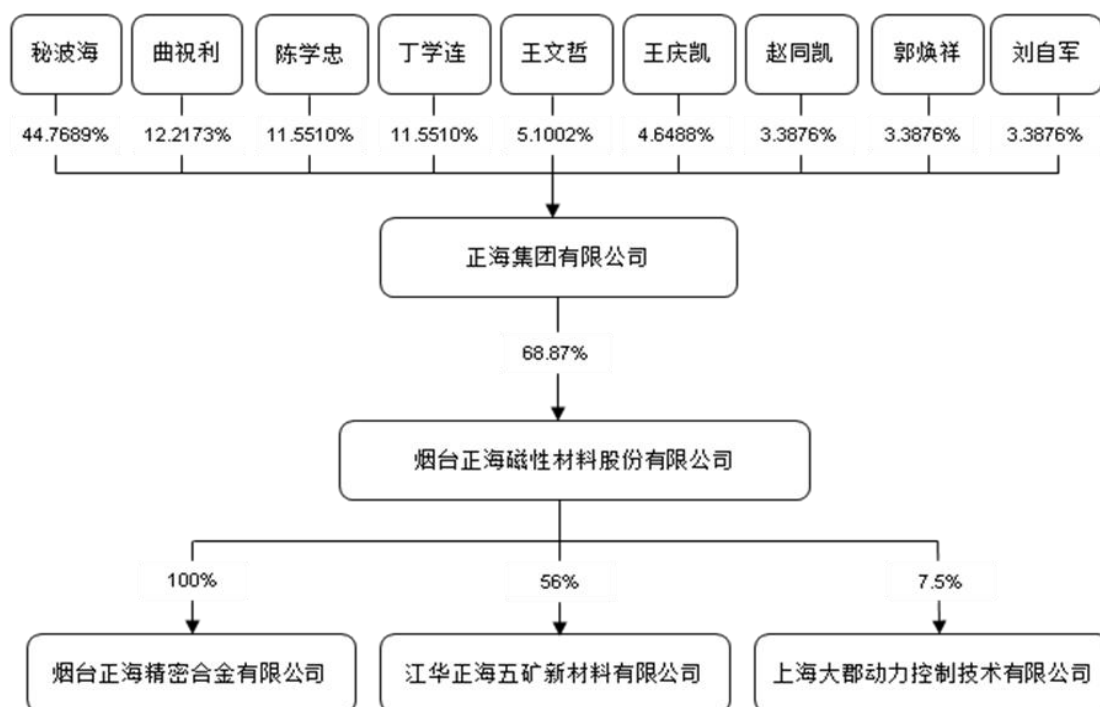 秘波海
曲祝利
陈学忠
丁学连
王文哲
王庆凯
赵同凯
郭焕祥
刘自军
44.7689%
12.2173%
11.5510%
11.5510%
5.1002%
4.6488%
3.3876%
3.3876%
3.3876%
正海集团有限公司
68.87%
烟台正海磁性材料股份有限公司
100%
56%
7.5%
烟台正海精密合金有限公司
江华正海五矿新材料有限公司
上海大郡动力控制技术有限公司